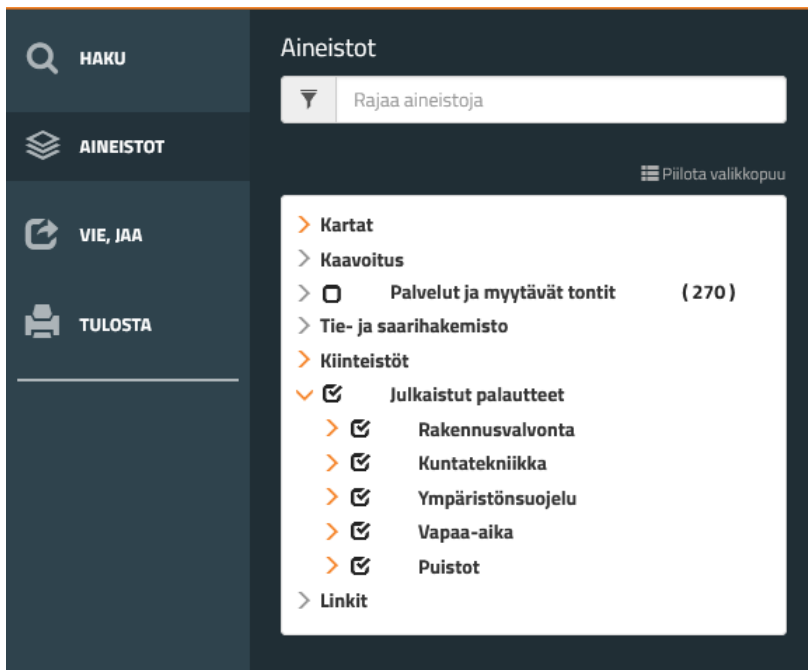 HAKU
AINEISTOT
VIE, JAA
TULOSTA
Aineistot
Rajaa aineistoja
Piilota valikkopuu
Kartat
Kaavoitus
Palvelut ja myytävät tontit (270)
Tie- ja saarihakemisto
Kiinteistöt
Julkaistut palautteet
Rakennusvalvonta
Kuntatekniikka
Ympäristönsuojelu
Vapaa-aika
Puistot
Linkit